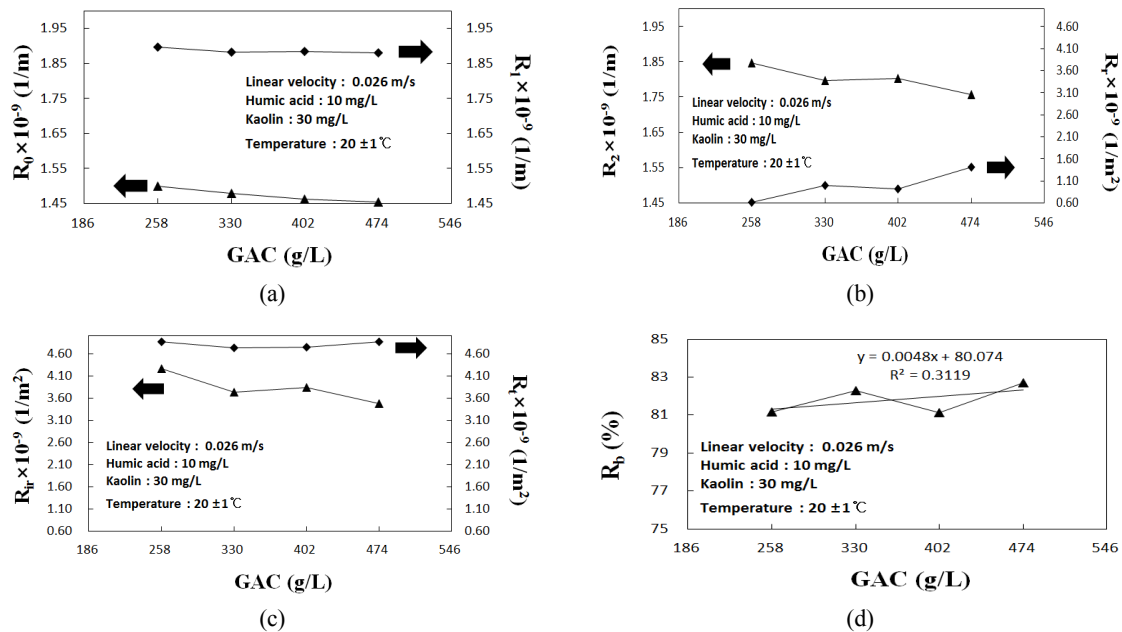 1.95
1.85
1.75
1.65
1.55
1.45
R₀×10⁻⁹ (1/m)
1.95
1.85
1.75
1.65
1.55
1.45
R₁×10⁻⁹ (1/m)
Linear velocity : 0.026 m/s
Humic acid : 10 mg/L
Kaolin : 30 mg/L
Temperature : 20 ±1℃
186 258 330 402 474 546
GAC (g/L)
(a)
1.95
1.85
1.75
1.65
1.55
1.45
R₂×10⁻⁹ (1/m)
4.60
4.10
3.60
3.10
2.60
2.10
1.60
1.10
0.60
Rᵣ×10⁻⁹ (1/m²)
Linear velocity : 0.026 m/s
Humic acid : 10 mg/L
Kaolin : 30 mg/L
Temperature : 20 ±1℃
186 258 330 402 474 546
GAC (g/L)
(b)
4.60
4.10
3.60
3.10
2.60
2.10
1.60
1.10
0.60
Rᵢᵣ×10⁻⁹ (1/m²)
4.60
4.10
3.60
3.10
2.60
2.10
1.60
1.10
0.60
Rₜ×10⁻⁹ (1/m²)
Linear velocity : 0.026 m/s
Humic acid : 10 mg/L
Kaolin : 30 mg/L
Temperature : 20 ±1℃
186 258 330 402 474 546
GAC (g/L)
(c)
85
83
81
79
77
75
R_b (%)
y = 0.0048x + 80.074
R² = 0.3119
Linear velocity : 0.026 m/s
Humic acid : 10 mg/L
Kaolin : 30 mg/L
Temperature : 20 ±1℃
186 258 330 402 474 546
GAC (g/L)
(d)